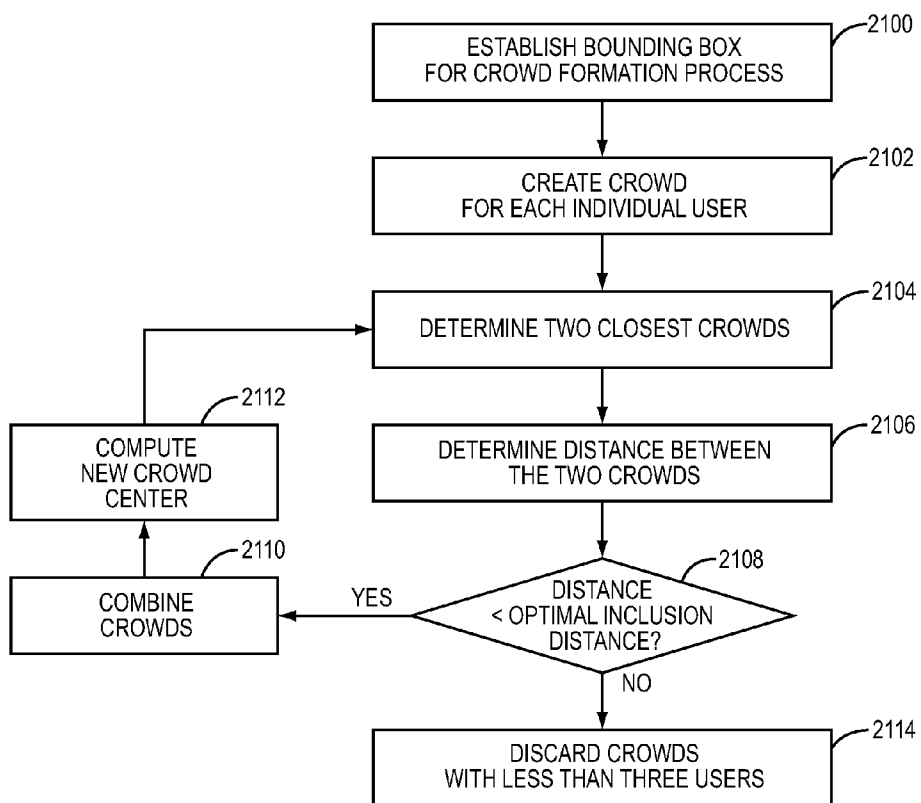 2100
ESTABLISH BOUNDING BOX
FOR CROWD FORMATION PROCESS
2102
CREATE CROWD
FOR EACH INDIVIDUAL USER
2104
DETERMINE TWO CLOSEST CROWDS
2106
DETERMINE DISTANCE BETWEEN
THE TWO CROWDS
2108
DISTANCE
< OPTIMAL INCLUSION
DISTANCE?
YES
2110
COMBINE
CROWDS
2112
COMPUTE
NEW CROWD
CENTER
NO
2114
DISCARD CROWDS
WITH LESS THAN THREE USERS